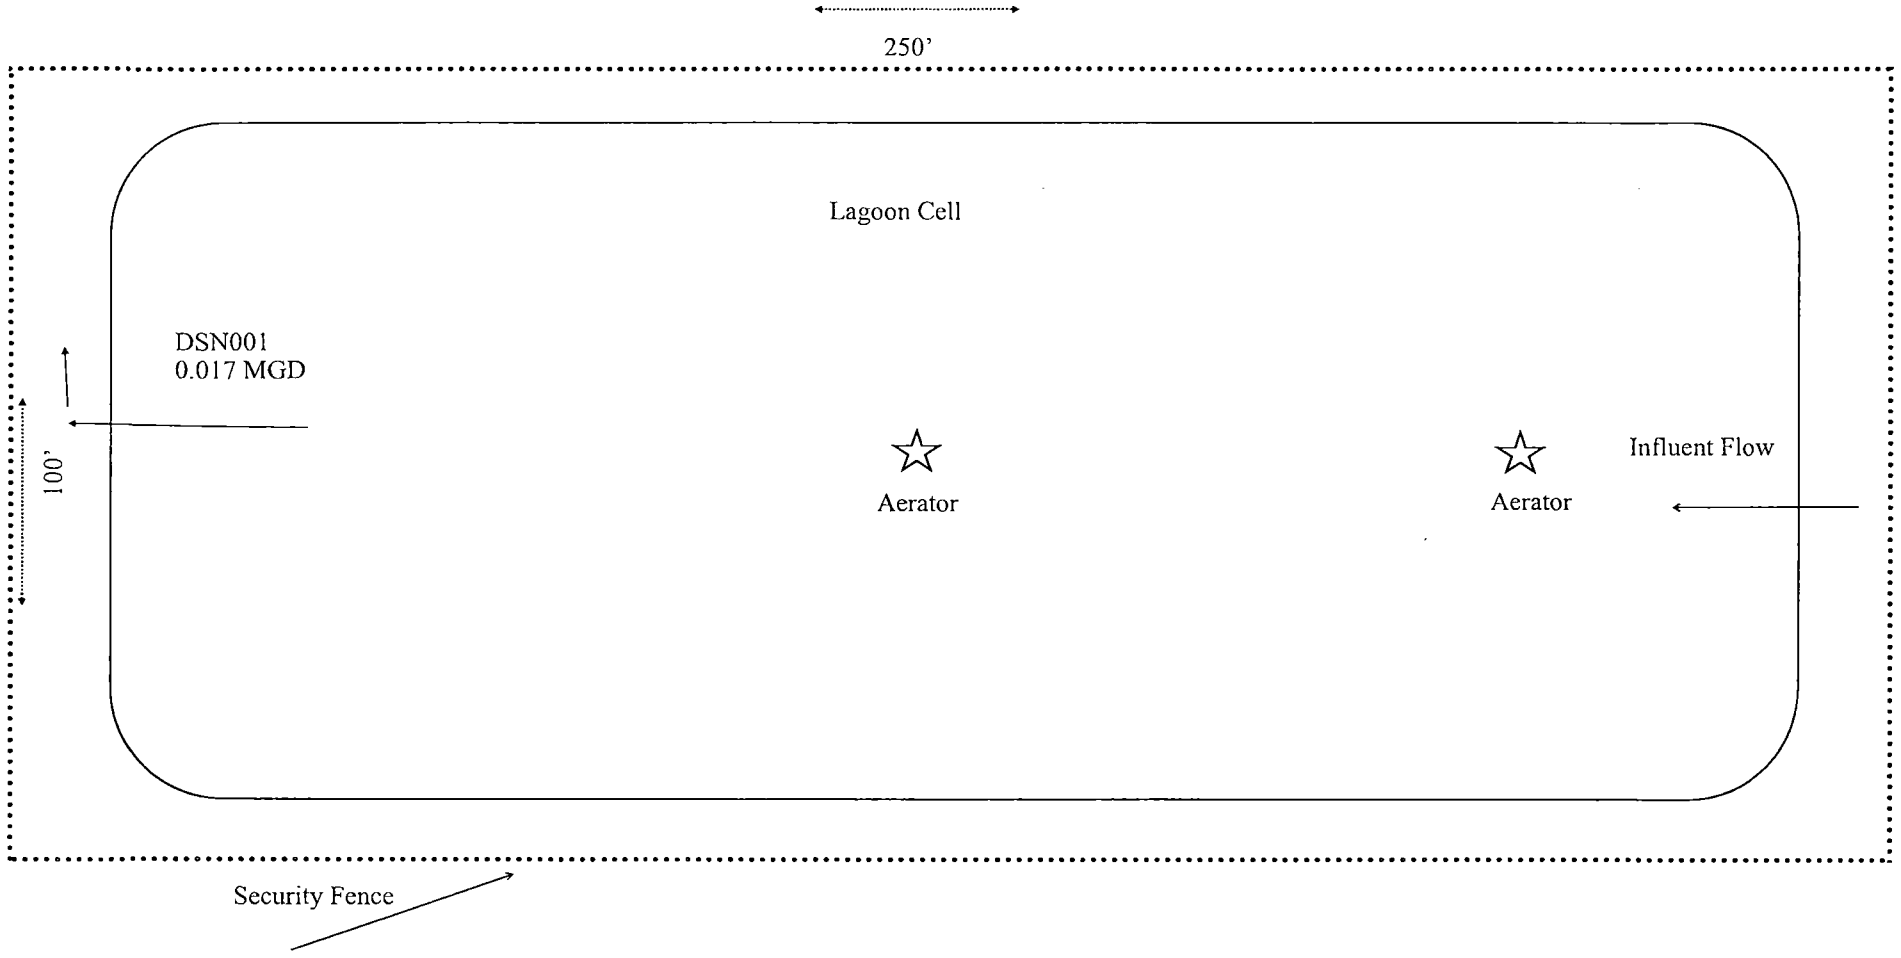 250’
Lagoon Cell
DSN001
0.017 MGD
100’
Influent Flow
Aerator
Aerator
Security Fence